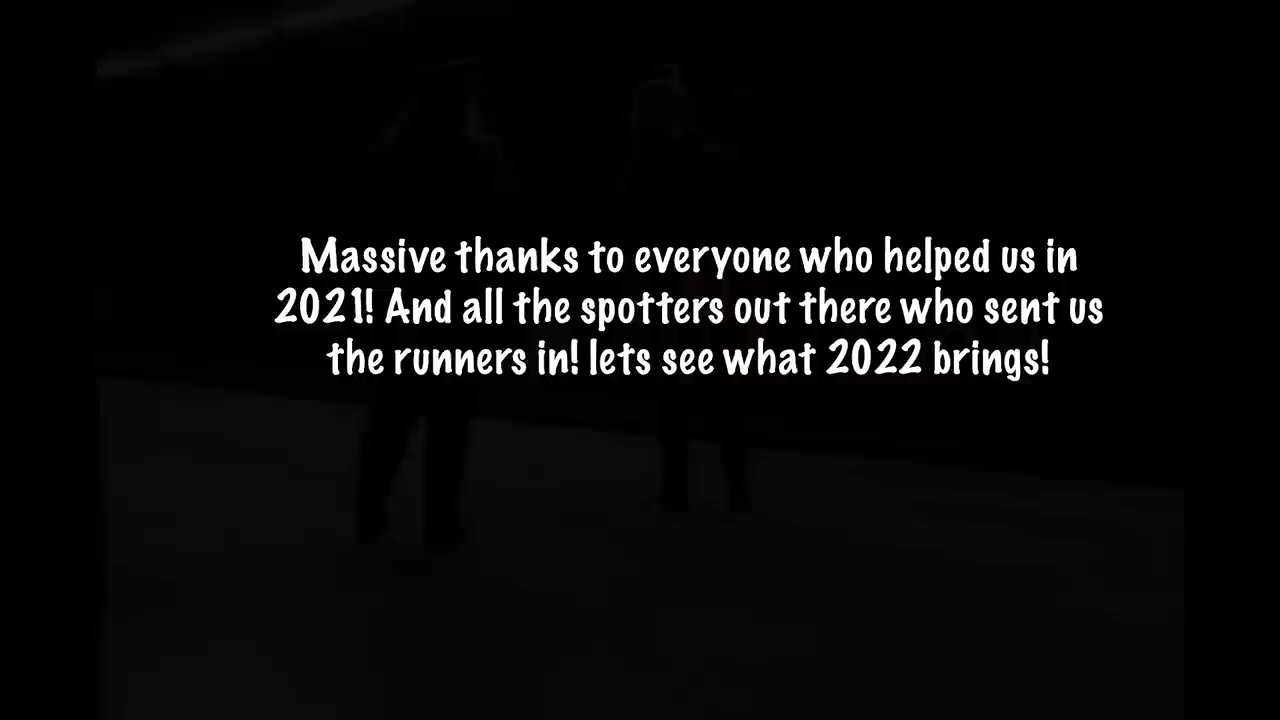 Massive thanks to everyone who helped us in
2021! And all the spotters out there who sent us
the runners in! lets see what 2022 brings!